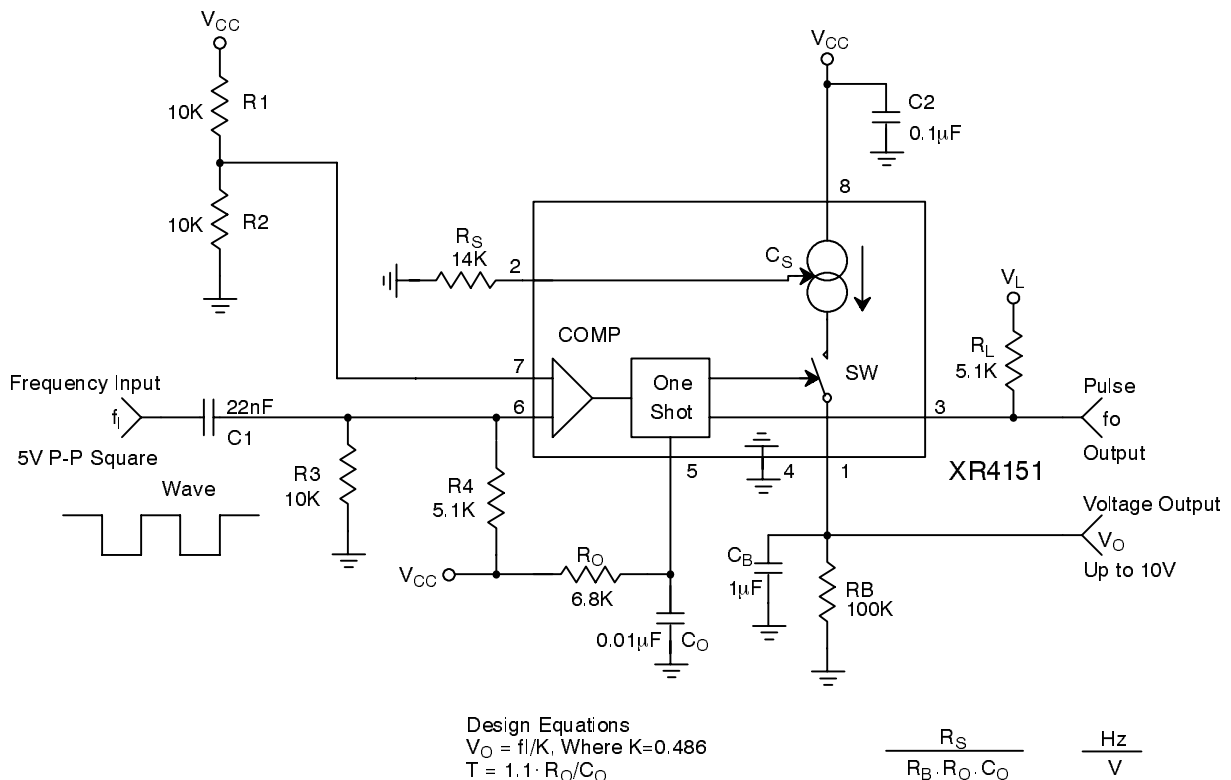 VCC
VCC
10K R1
C2
0.1µF
8
10K R2
RS
14K
2
CS
VL
COMP
RL
5.1K
7
SW
One
Shot
Frequency Input
fI
22nF
C1
6
3
Pulse
fo
Output
5V P-P Square
Wave
R3
10K
R4
5.1K
5
4
1
XR4151
Voltage Output
VO
Up to 10V
VCC
RO
6.8K
CB
1µF
RB
100K
0.01µF CO
Design Equations
VO = fI/K, Where K=0.486
RS
RB . RO . CO
Hz
V
T = 1.1· RO/CO